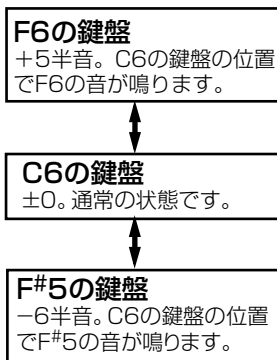 F6の鍵盤
+5半音。C6の鍵盤の位置
でF6の音が鳴ります。
C6の鍵盤
±0。通常の状態です。
F#5の鍵盤
−6半音。C6の鍵盤の位置
でF#5の音が鳴ります。